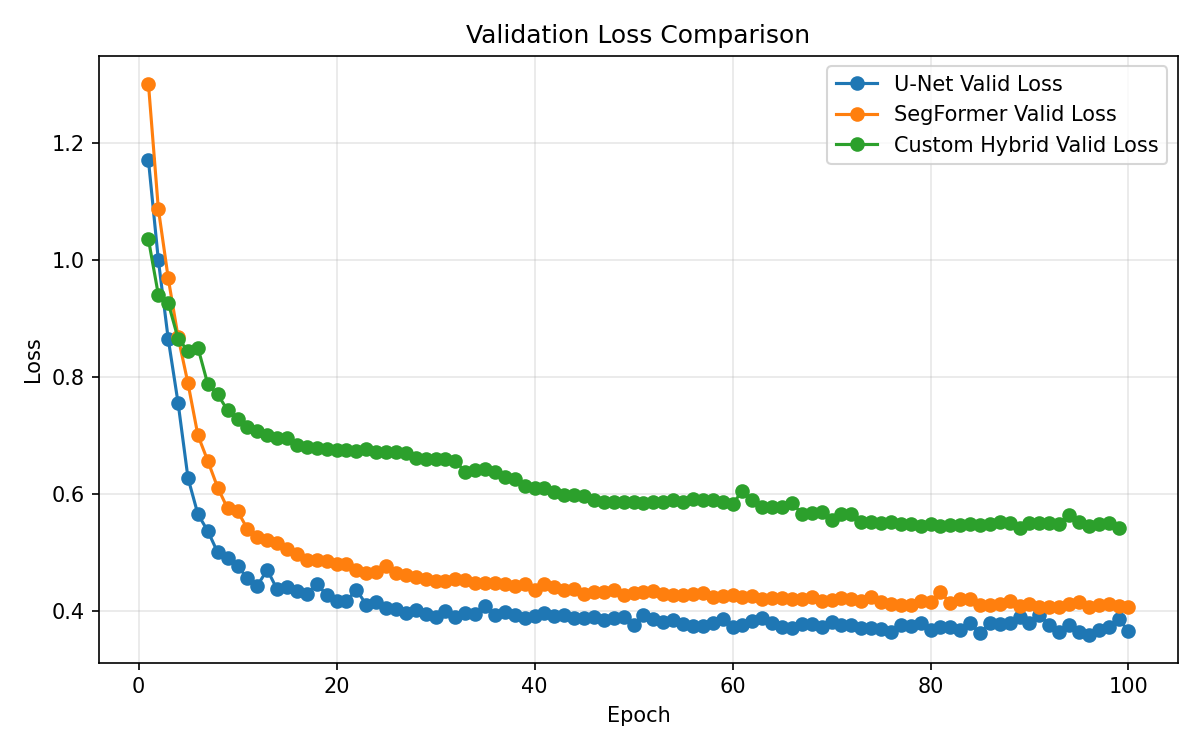 Validation Loss Comparison
U-Net Valid Loss
SegFormer Valid Loss
Custom Hybrid Valid Loss
1.2
1.0
0.8
0.6
0.4
Loss
0 20 40 60 80 100
Epoch